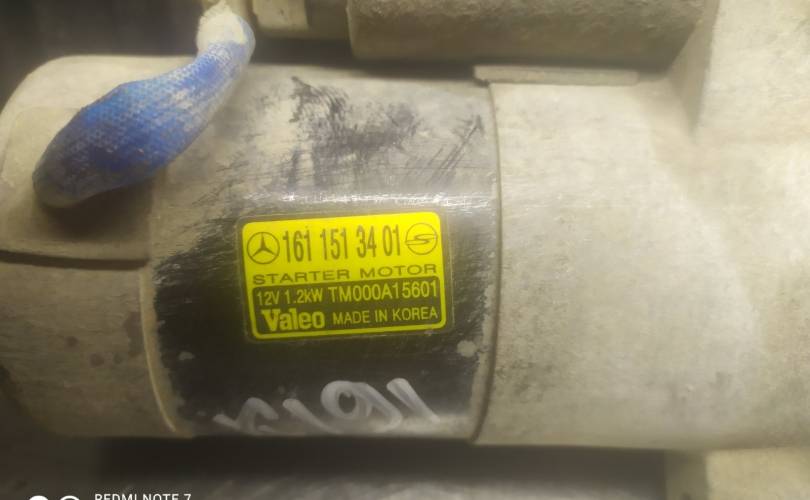 161 151 34 01
STARTER MOTOR
12V 1.2kW TM000A15601
Valeo MADE IN KOREA
REDMI NOTE 7